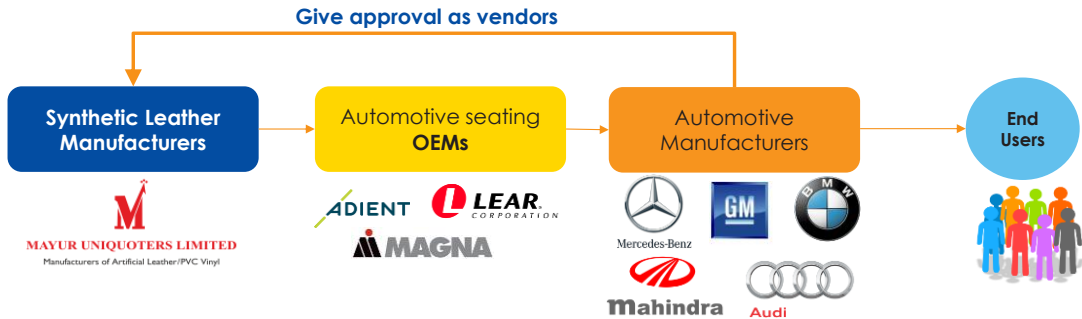 Give approval as vendors
Synthetic Leather
Manufacturers
Automotive seating
OEMs
Automotive
Manufacturers
End
Users
M
MAYUR UNIQUOTERS LIMITED
Manufacturers of Artificial Leather/PVC Vinyl
ADIENT
LEAR.
CORPORATION
MAGNA
Mercedes-Benz
GM
BMW
mahindra
Audi